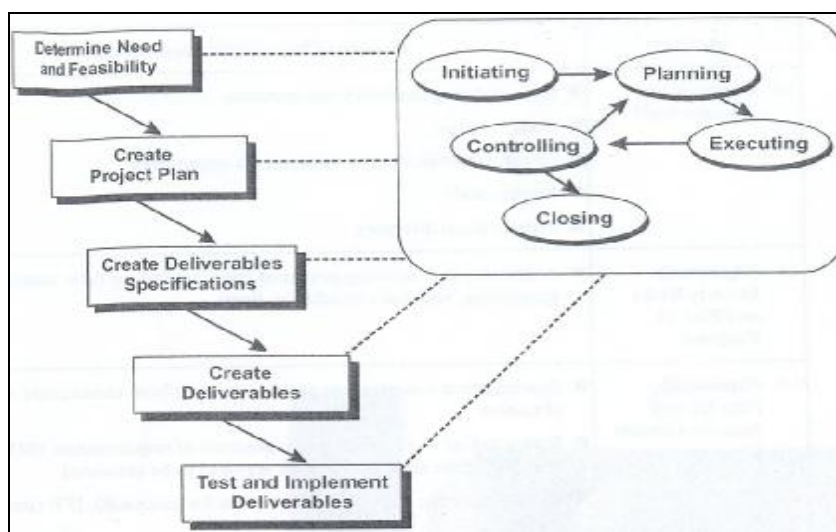 Determine Need
and Feasibility
Initiating
Planning
Create
Project Plan
Controlling
Executing
Closing
Create Deliverables
Specifications
Create
Deliverables
Test and Implement
Deliverables